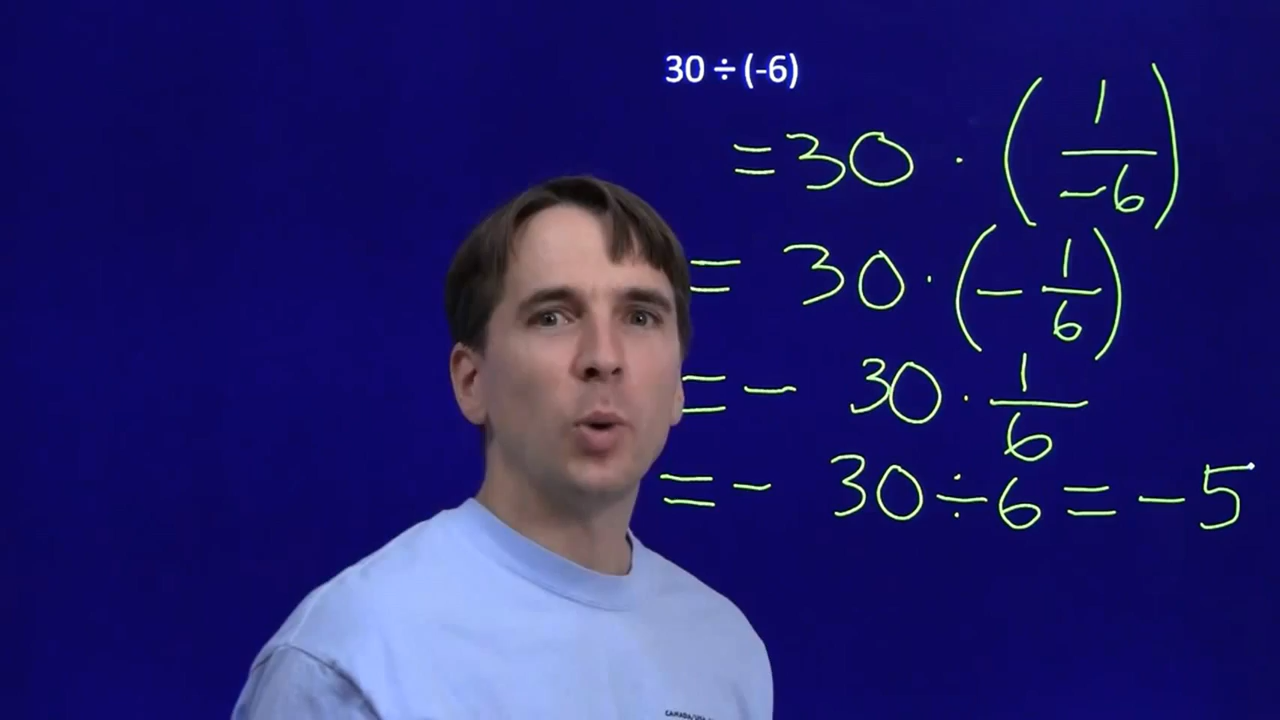 30 ÷ (-6)
= 30 · (1/-6)
= 30 · (- 1/6)
= - 30 · 1/6
= - 30 ÷ 6 = -5